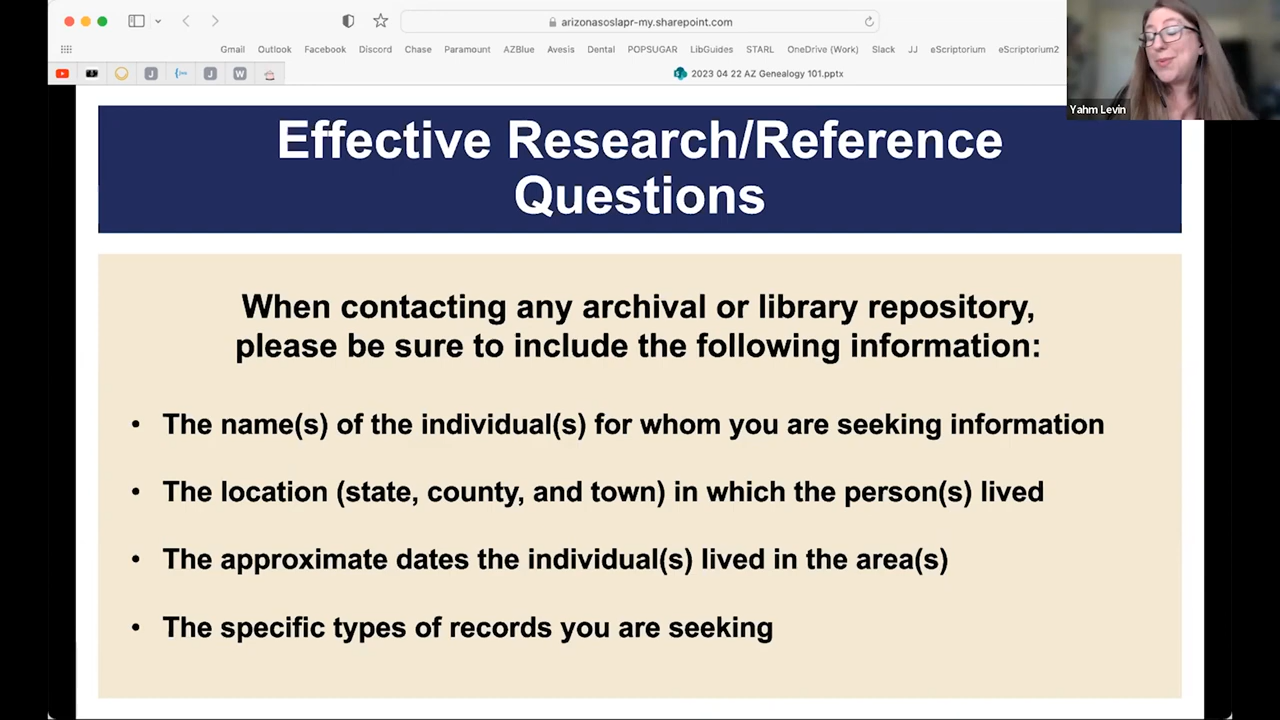 arizonasoslapr-my.sharepoint.com
Gmail Outlook Facebook Discord Chase Paramount AZBlue Avesis Dental POPSUGAR LibGuides STARL OneDrive (Work) Slack JJ eScriptorium eScriptorium2
J J W
2023 04 22 AZ Genealogy 101.pptx
Yahm Levin
Effective Research/Reference
Questions
When contacting any archival or library repository,
please be sure to include the following information:
• The name(s) of the individual(s) for whom you are seeking information
• The location (state, county, and town) in which the person(s) lived
• The approximate dates the individual(s) lived in the area(s)
• The specific types of records you are seeking